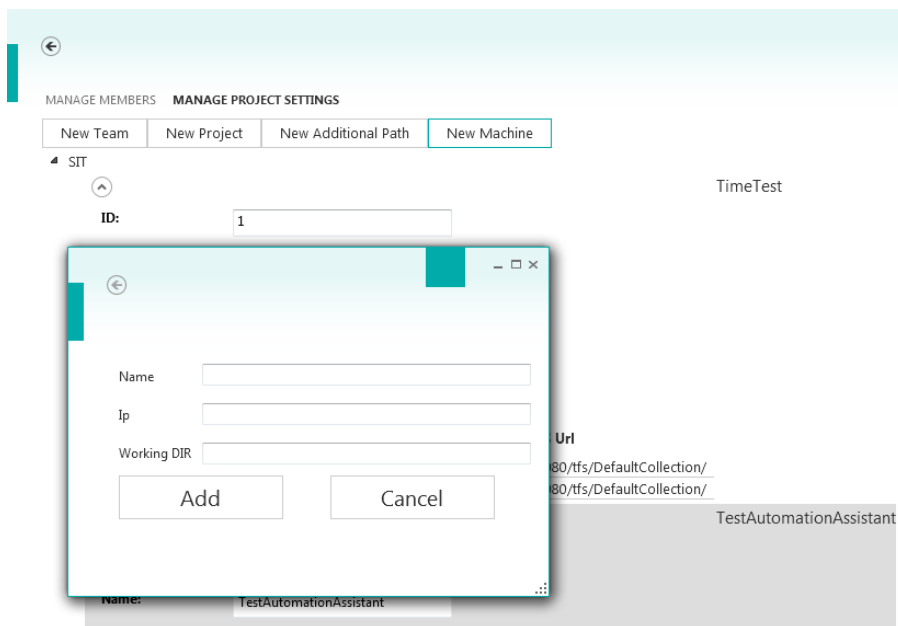 MANAGE MEMBERS MANAGE PROJECT SETTINGS
New Team New Project New Additional Path New Machine
SIT
TimeTest
ID: 1
Name
Ip
Working DIR
Add Cancel
Url
80/tfs/DefaultCollection/
80/tfs/DefaultCollection/
TestAutomationAssistant
Name: TestAutomationAssistant